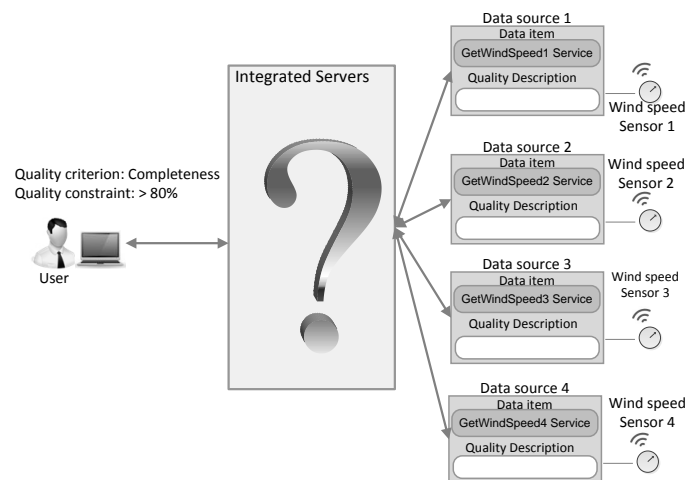 Quality criterion: Completeness
Quality constraint: > 80%
User
Integrated Servers
Data source 1
Data item
GetWindSpeed1 Service
Quality Description
Wind speed
Sensor 1
Data source 2
Data item
GetWindSpeed2 Service
Quality Description
Wind speed
Sensor 2
Data source 3
Data item
GetWindSpeed3 Service
Quality Description
Wind speed
Sensor 3
Data source 4
Data item
GetWindSpeed4 Service
Quality Description
Wind speed
Sensor 4